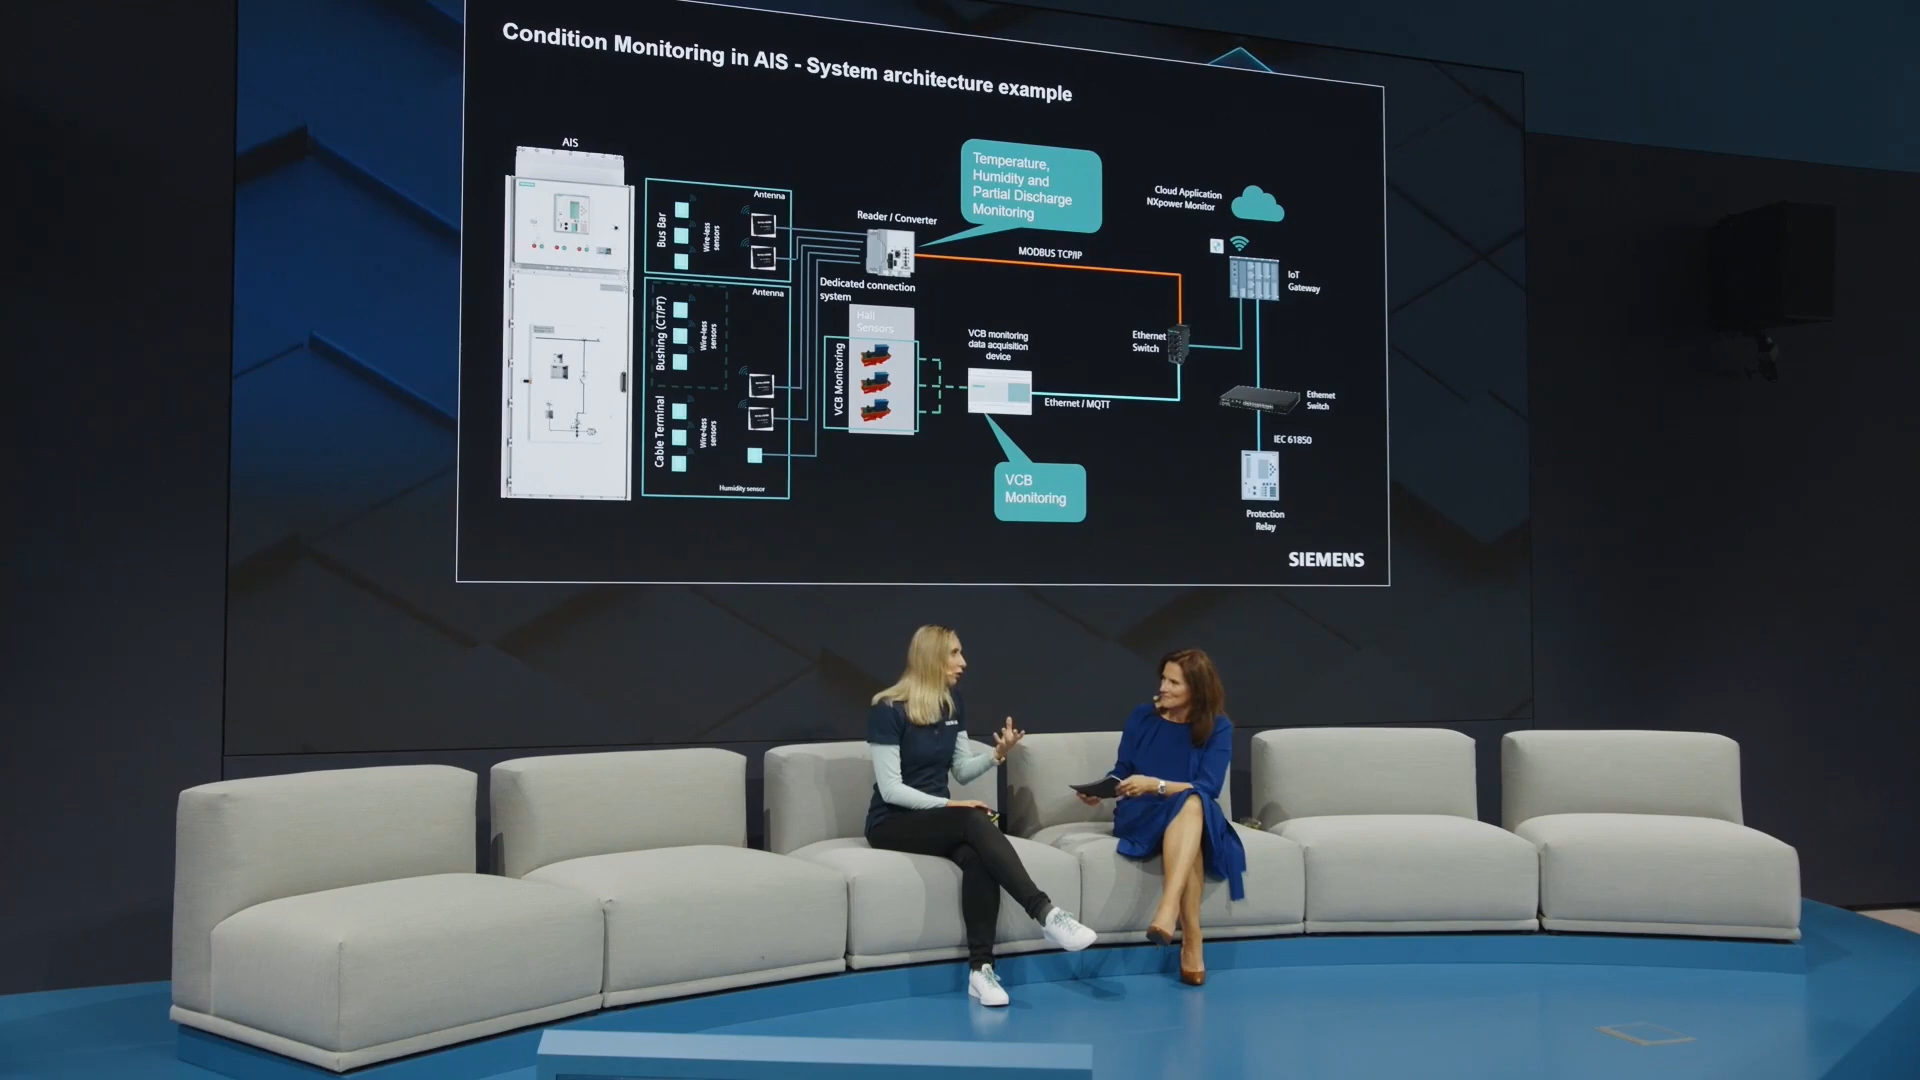 Condition Monitoring in AIS - System architecture example
AIS
Bus Bar
Wire-less
sensors
Antenna
Bushing (CT/PT)
Wire-less
sensors
Antenna
Cable Terminal
Wire-less
sensors
Humidity sensor
Reader / Converter
Temperature,
Humidity and
Partial Discharge
Monitoring
Dedicated connection
system
Hall
Sensors
VCB Monitoring
VCB monitoring
data acquisition
device
VCB
Monitoring
MODBUS TCP/IP
Ethernet / MQTT
Ethernet
Switch
Cloud Application
NXpower Monitor
IoT
Gateway
Ethernet
Switch
IEC 61850
Protection
Relay
SIEMENS